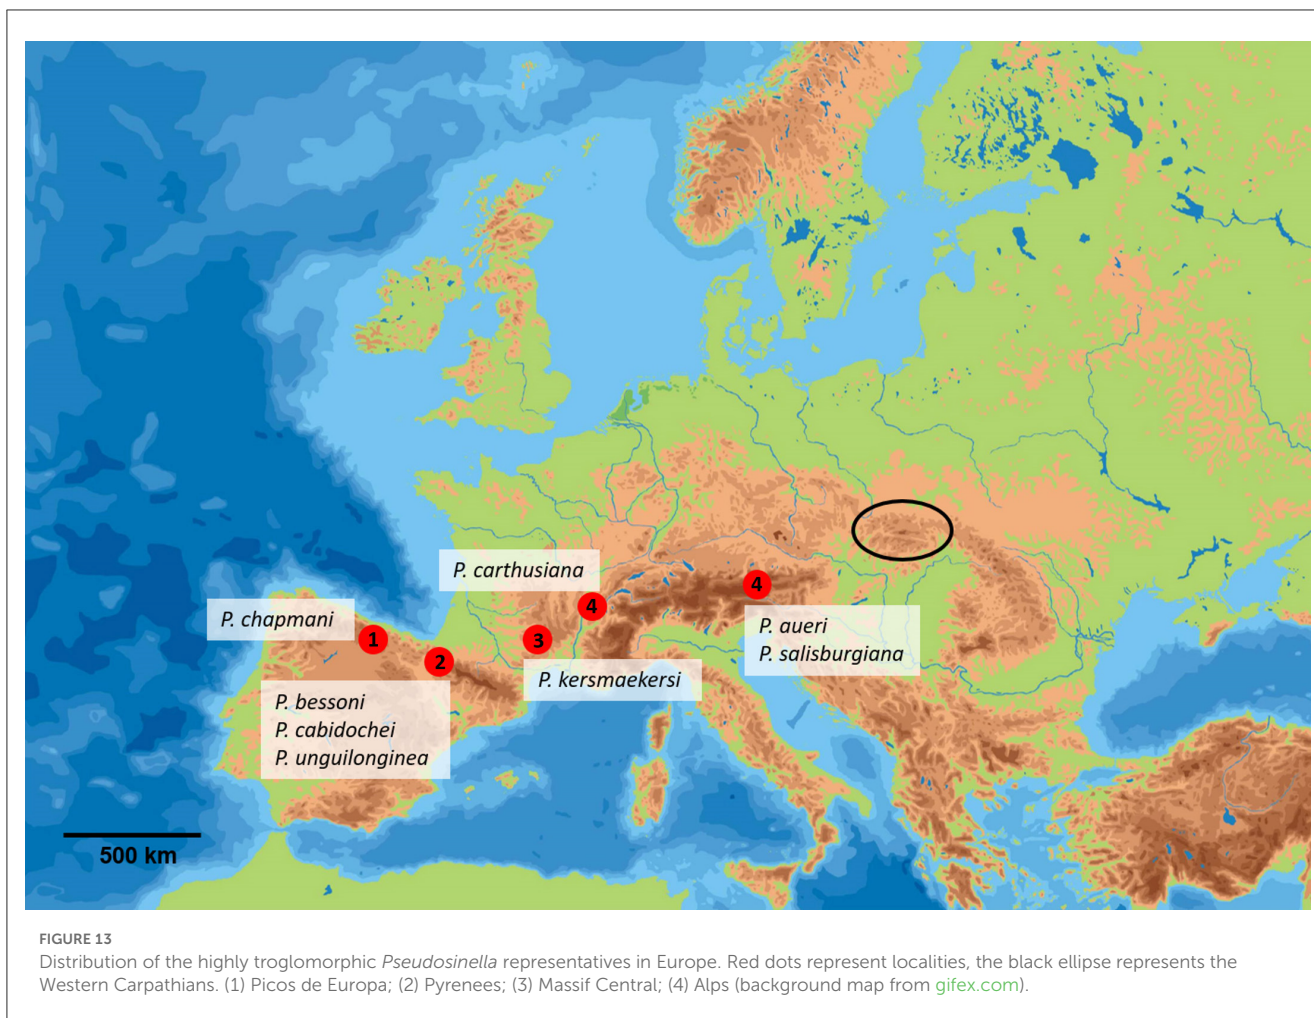 P. carthusiana
4
4
P. chapmani
1
3
2
P. aueri
P. salisburgiana
P. kersmaekersi
P. bessoni
P. cabidochei
P. unguilonginea
500 km
FIGURE 13
Distribution of the highly troglomorphic Pseudosinella representatives in Europe. Red dots represent localities, the black ellipse represents the
Western Carpathians. (1) Picos de Europa; (2) Pyrenees; (3) Massif Central; (4) Alps (background map from gifex.com).